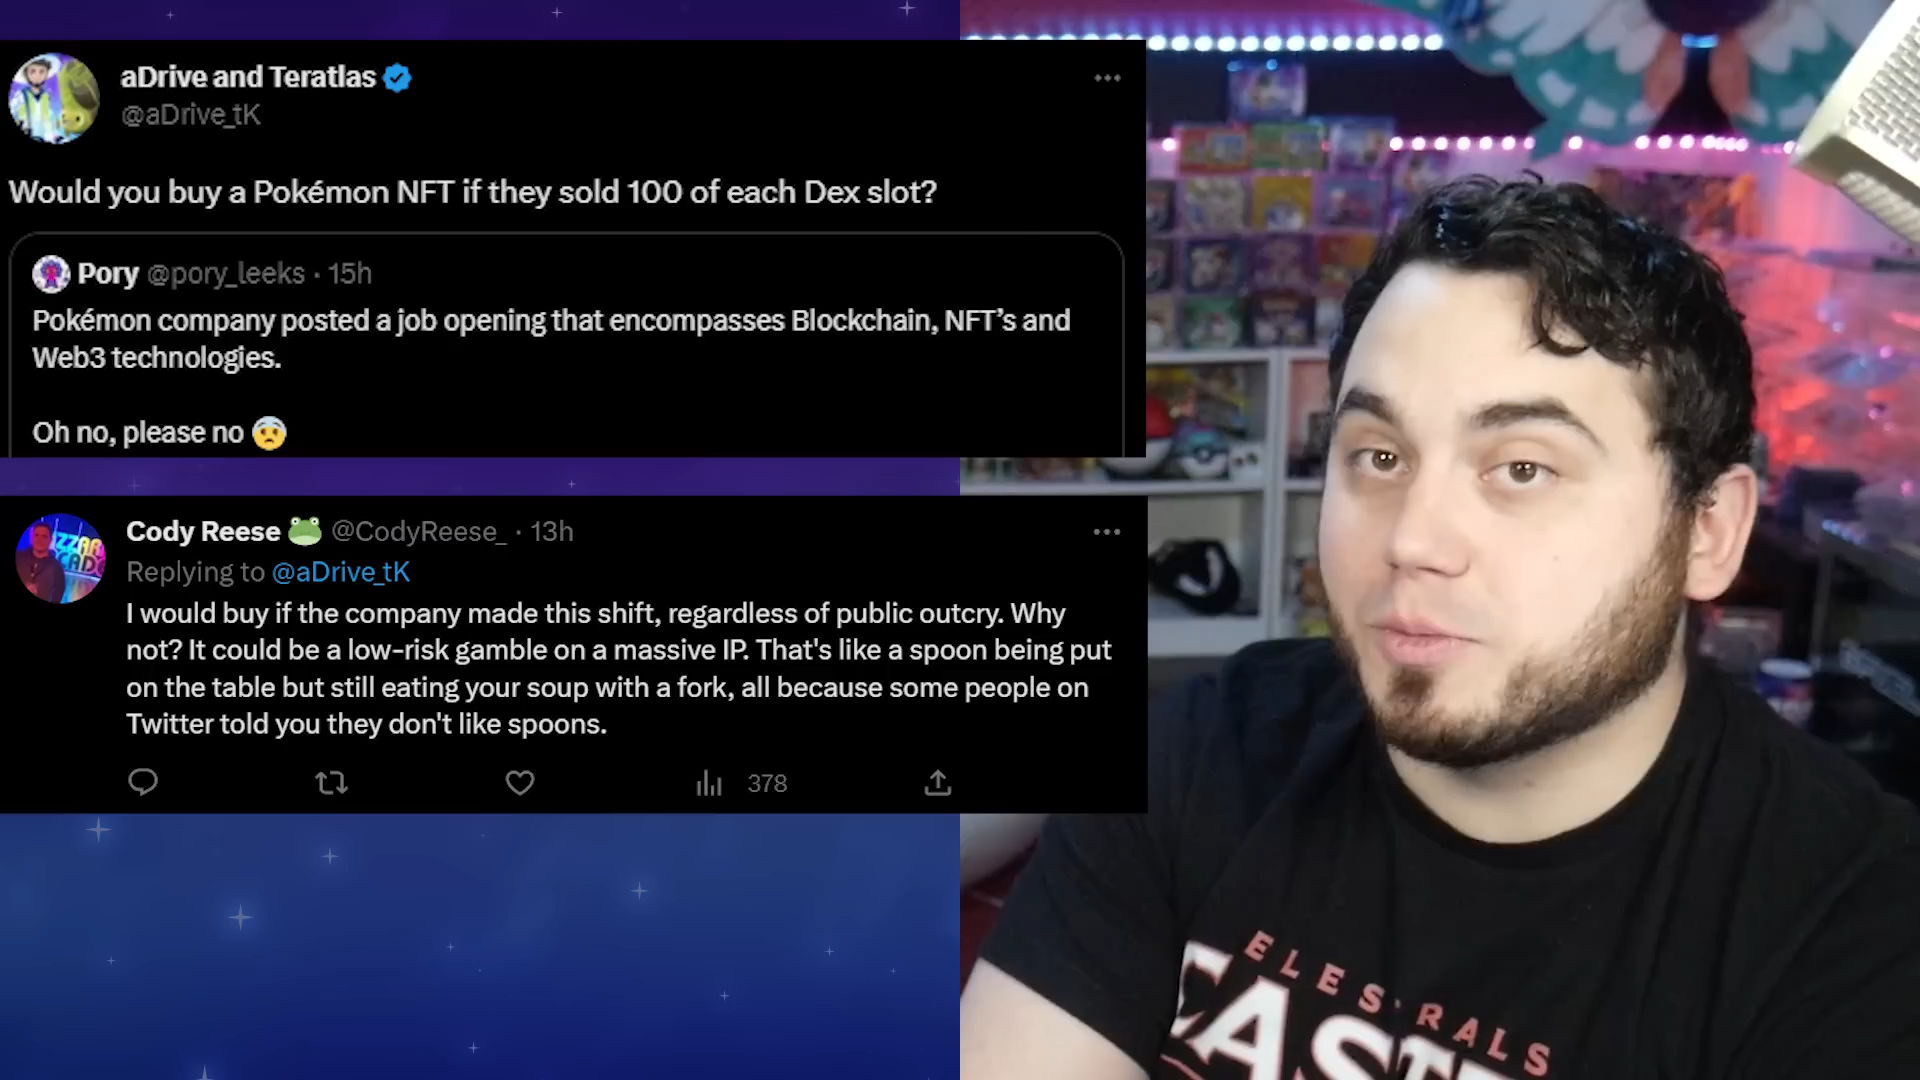 aDrive and Teratlas
@aDrive_tK
Would you buy a Pokémon NFT if they sold 100 of each Dex slot?
Pory @pory_leeks · 15h
Pokémon company posted a job opening that encompasses Blockchain, NFT's and
Web3 technologies.
Oh no, please no 😨
Cody Reese 🐸 @CodyReese_ · 13h
Replying to @aDrive_tK
I would buy if the company made this shift, regardless of public outcry. Why
not? It could be a low-risk gamble on a massive IP. That's like a spoon being put
on the table but still eating your soup with a fork, all because some people on
Twitter told you they don't like spoons.
378
ELESTRALS